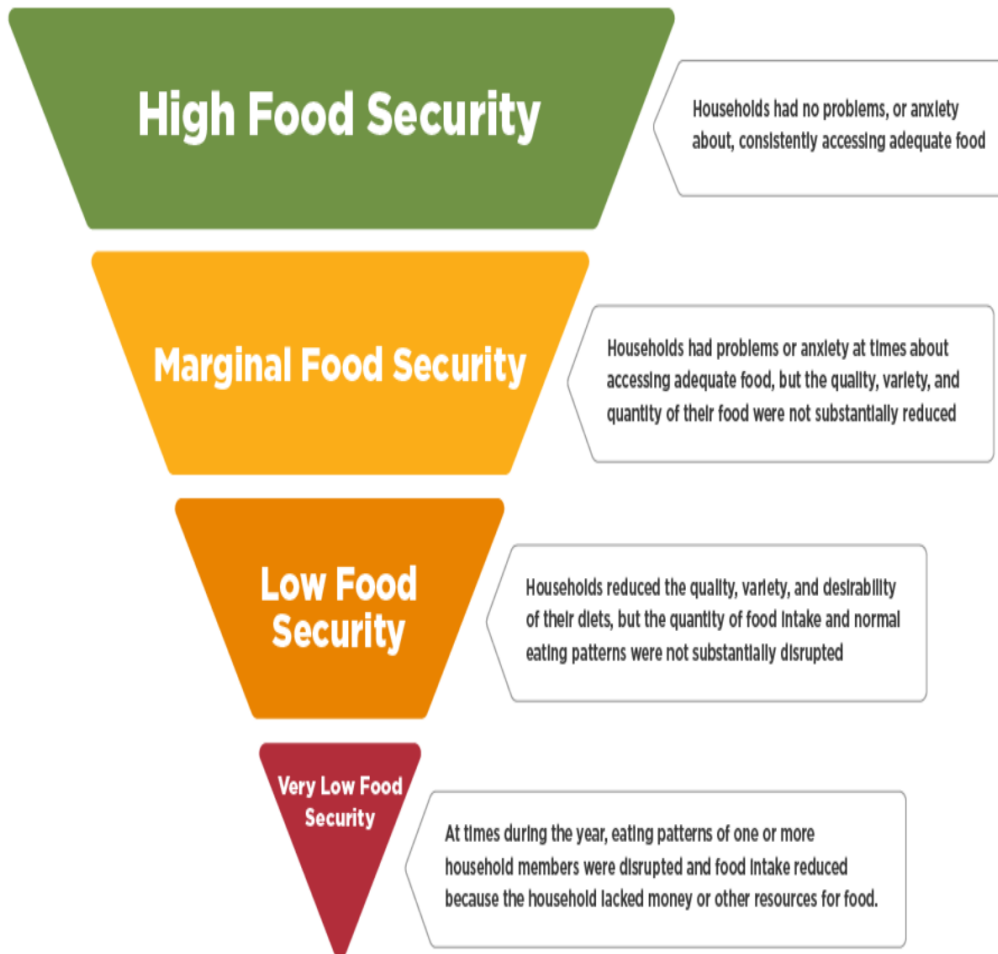 High Food Security
Households had no problems, or anxiety
about, consistently accessing adequate food
Marginal Food Security
Households had problems or anxiety at times about
accessing adequate food, but the quality, variety, and
quantity of their food were not substantially reduced
Low Food
Security
Households reduced the quality, variety, and desirability
of their diets, but the quantity of food intake and normal
eating patterns were not substantially disrupted
Very Low Food
Security
At times during the year, eating patterns of one or more
household members were disrupted and food intake reduced
because the household lacked money or other resources for food.